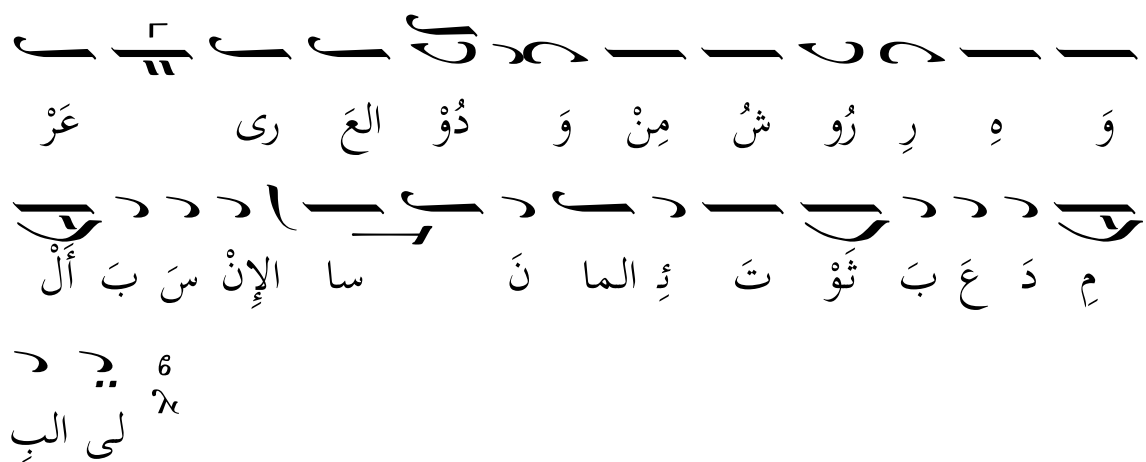 عَرْ رى العَ دُوْ وَ مِنْ شُ رُو رِ هِ وَ
أَلْ بَ سَ الإِنْ سا نَ الما ئِ تَ ثَوْ بَ عَ دَ مِ
البِ لى